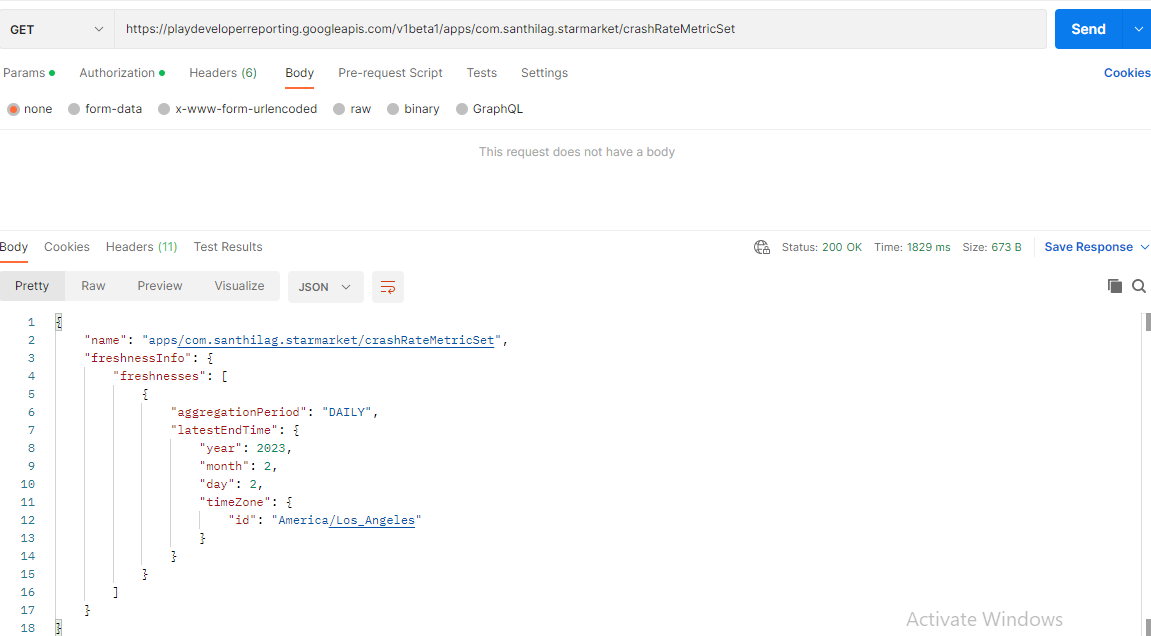 GET https://playdeveloperreporting.googleapis.com/v1beta1/apps/com.santhilag.starmarket/crashRateMetricSet Send
Params Authorization Headers (6) Body Pre-request Script Tests Settings Cookies
none form-data x-www-form-urlencoded raw binary GraphQL
This request does not have a body
Body Cookies Headers (11) Test Results Status: 200 OK Time: 1829 ms Size: 673 B Save Response
Pretty Raw Preview Visualize JSON
1 {
2 "name": "apps/com.santhilag.starmarket/crashRateMetricSet",
3 "freshnessInfo": {
4 "freshnesses": [
5 {
6 "aggregationPeriod": "DAILY",
7 "latestEndTime": {
8 "year": 2023,
9 "month": 2,
10 "day": 2,
11 "timeZone": {
12 "id": "America/Los_Angeles"
13 }
14 }
15 }
16 ]
17 }
18 }
Activate Windows